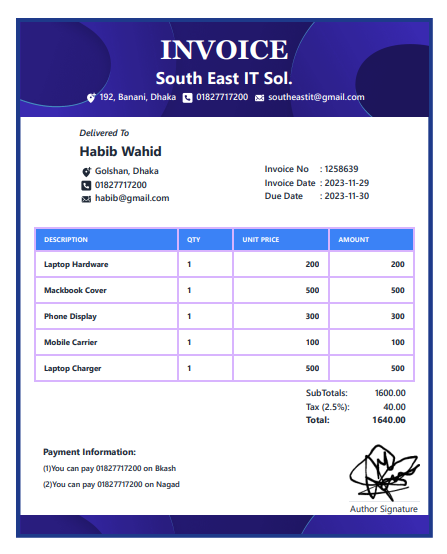 INVOICE
South East IT Sol.
192, Banani, Dhaka 01827717200 southeastit@gmail.com
Delivered To
Habib Wahid
Golshan, Dhaka
01827717200
habib@gmail.com
Invoice No : 1258639
Invoice Date : 2023-11-29
Due Date : 2023-11-30
DESCRIPTION QTY UNIT PRICE AMOUNT
Laptop Hardware 1 200 200
Mackbook Cover 1 500 500
Phone Display 1 300 300
Mobile Carrier 1 100 100
Laptop Charger 1 500 500
SubTotals: 1600.00
Tax (2.5%): 40.00
Total: 1640.00
Payment Information:
(1)You can pay 01827717200 on Bkash
(2)You can pay 01827717200 on Nagad
Author Signature